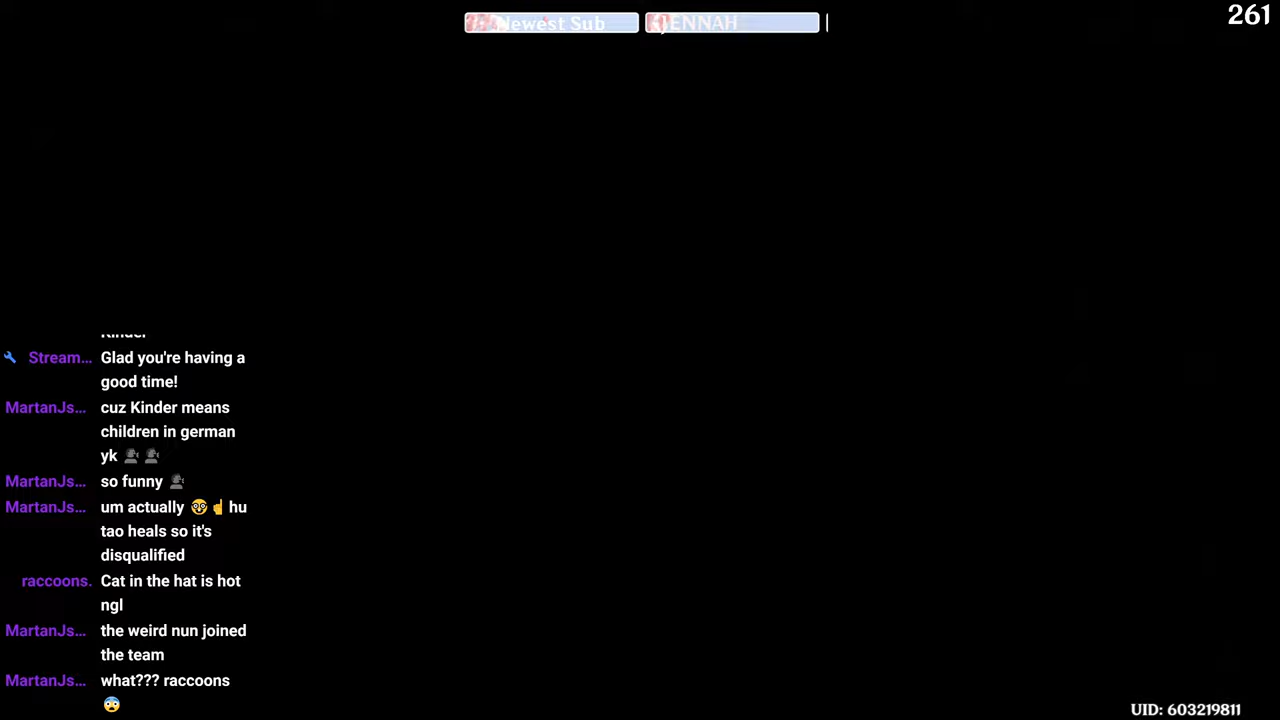 Newest Sub
ENNAH
261
Kinder
Stream... Glad you're having a
good time!
MartanJs... cuz Kinder means
children in german
yk
MartanJs... so funny
MartanJs... um actually 🤓☝️ hu
tao heals so it's
disqualified
raccoons. Cat in the hat is hot
ngl
MartanJs... the weird nun joined
the team
MartanJs... what??? raccoons
😨
UID: 603219811